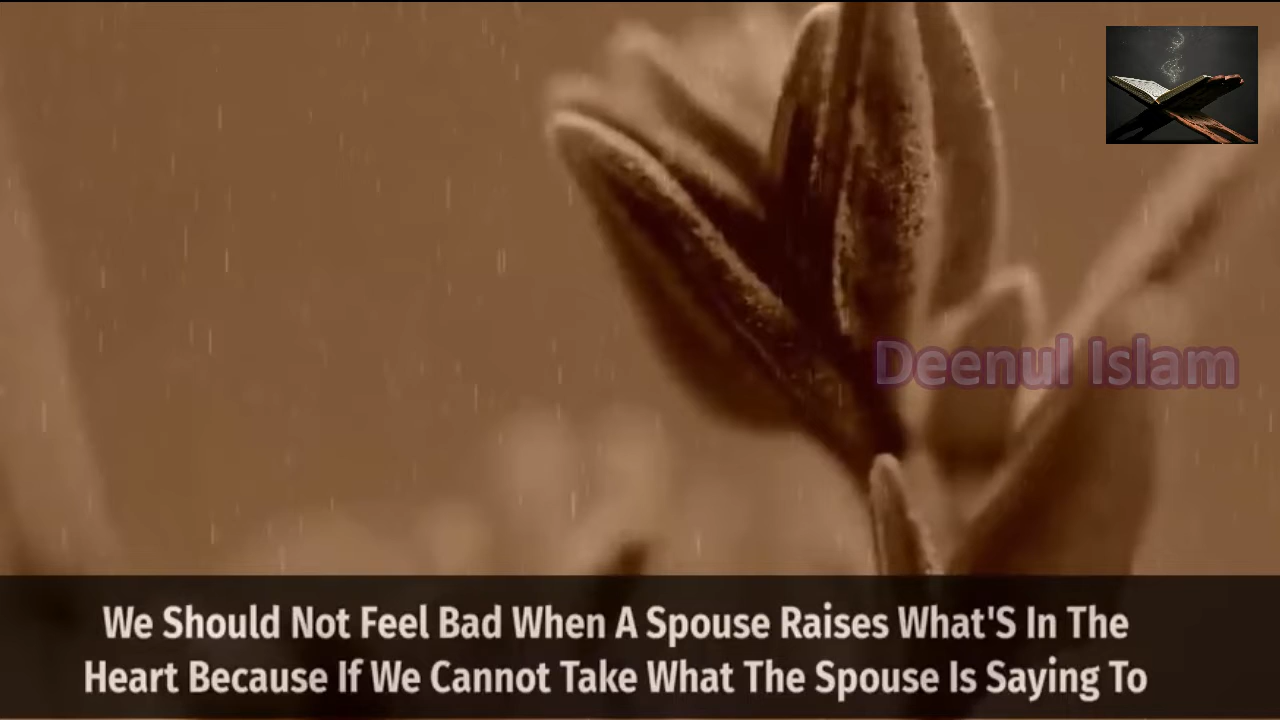 Deenul Islam
We Should Not Feel Bad When A Spouse Raises What'S In The
Heart Because If We Cannot Take What The Spouse Is Saying To